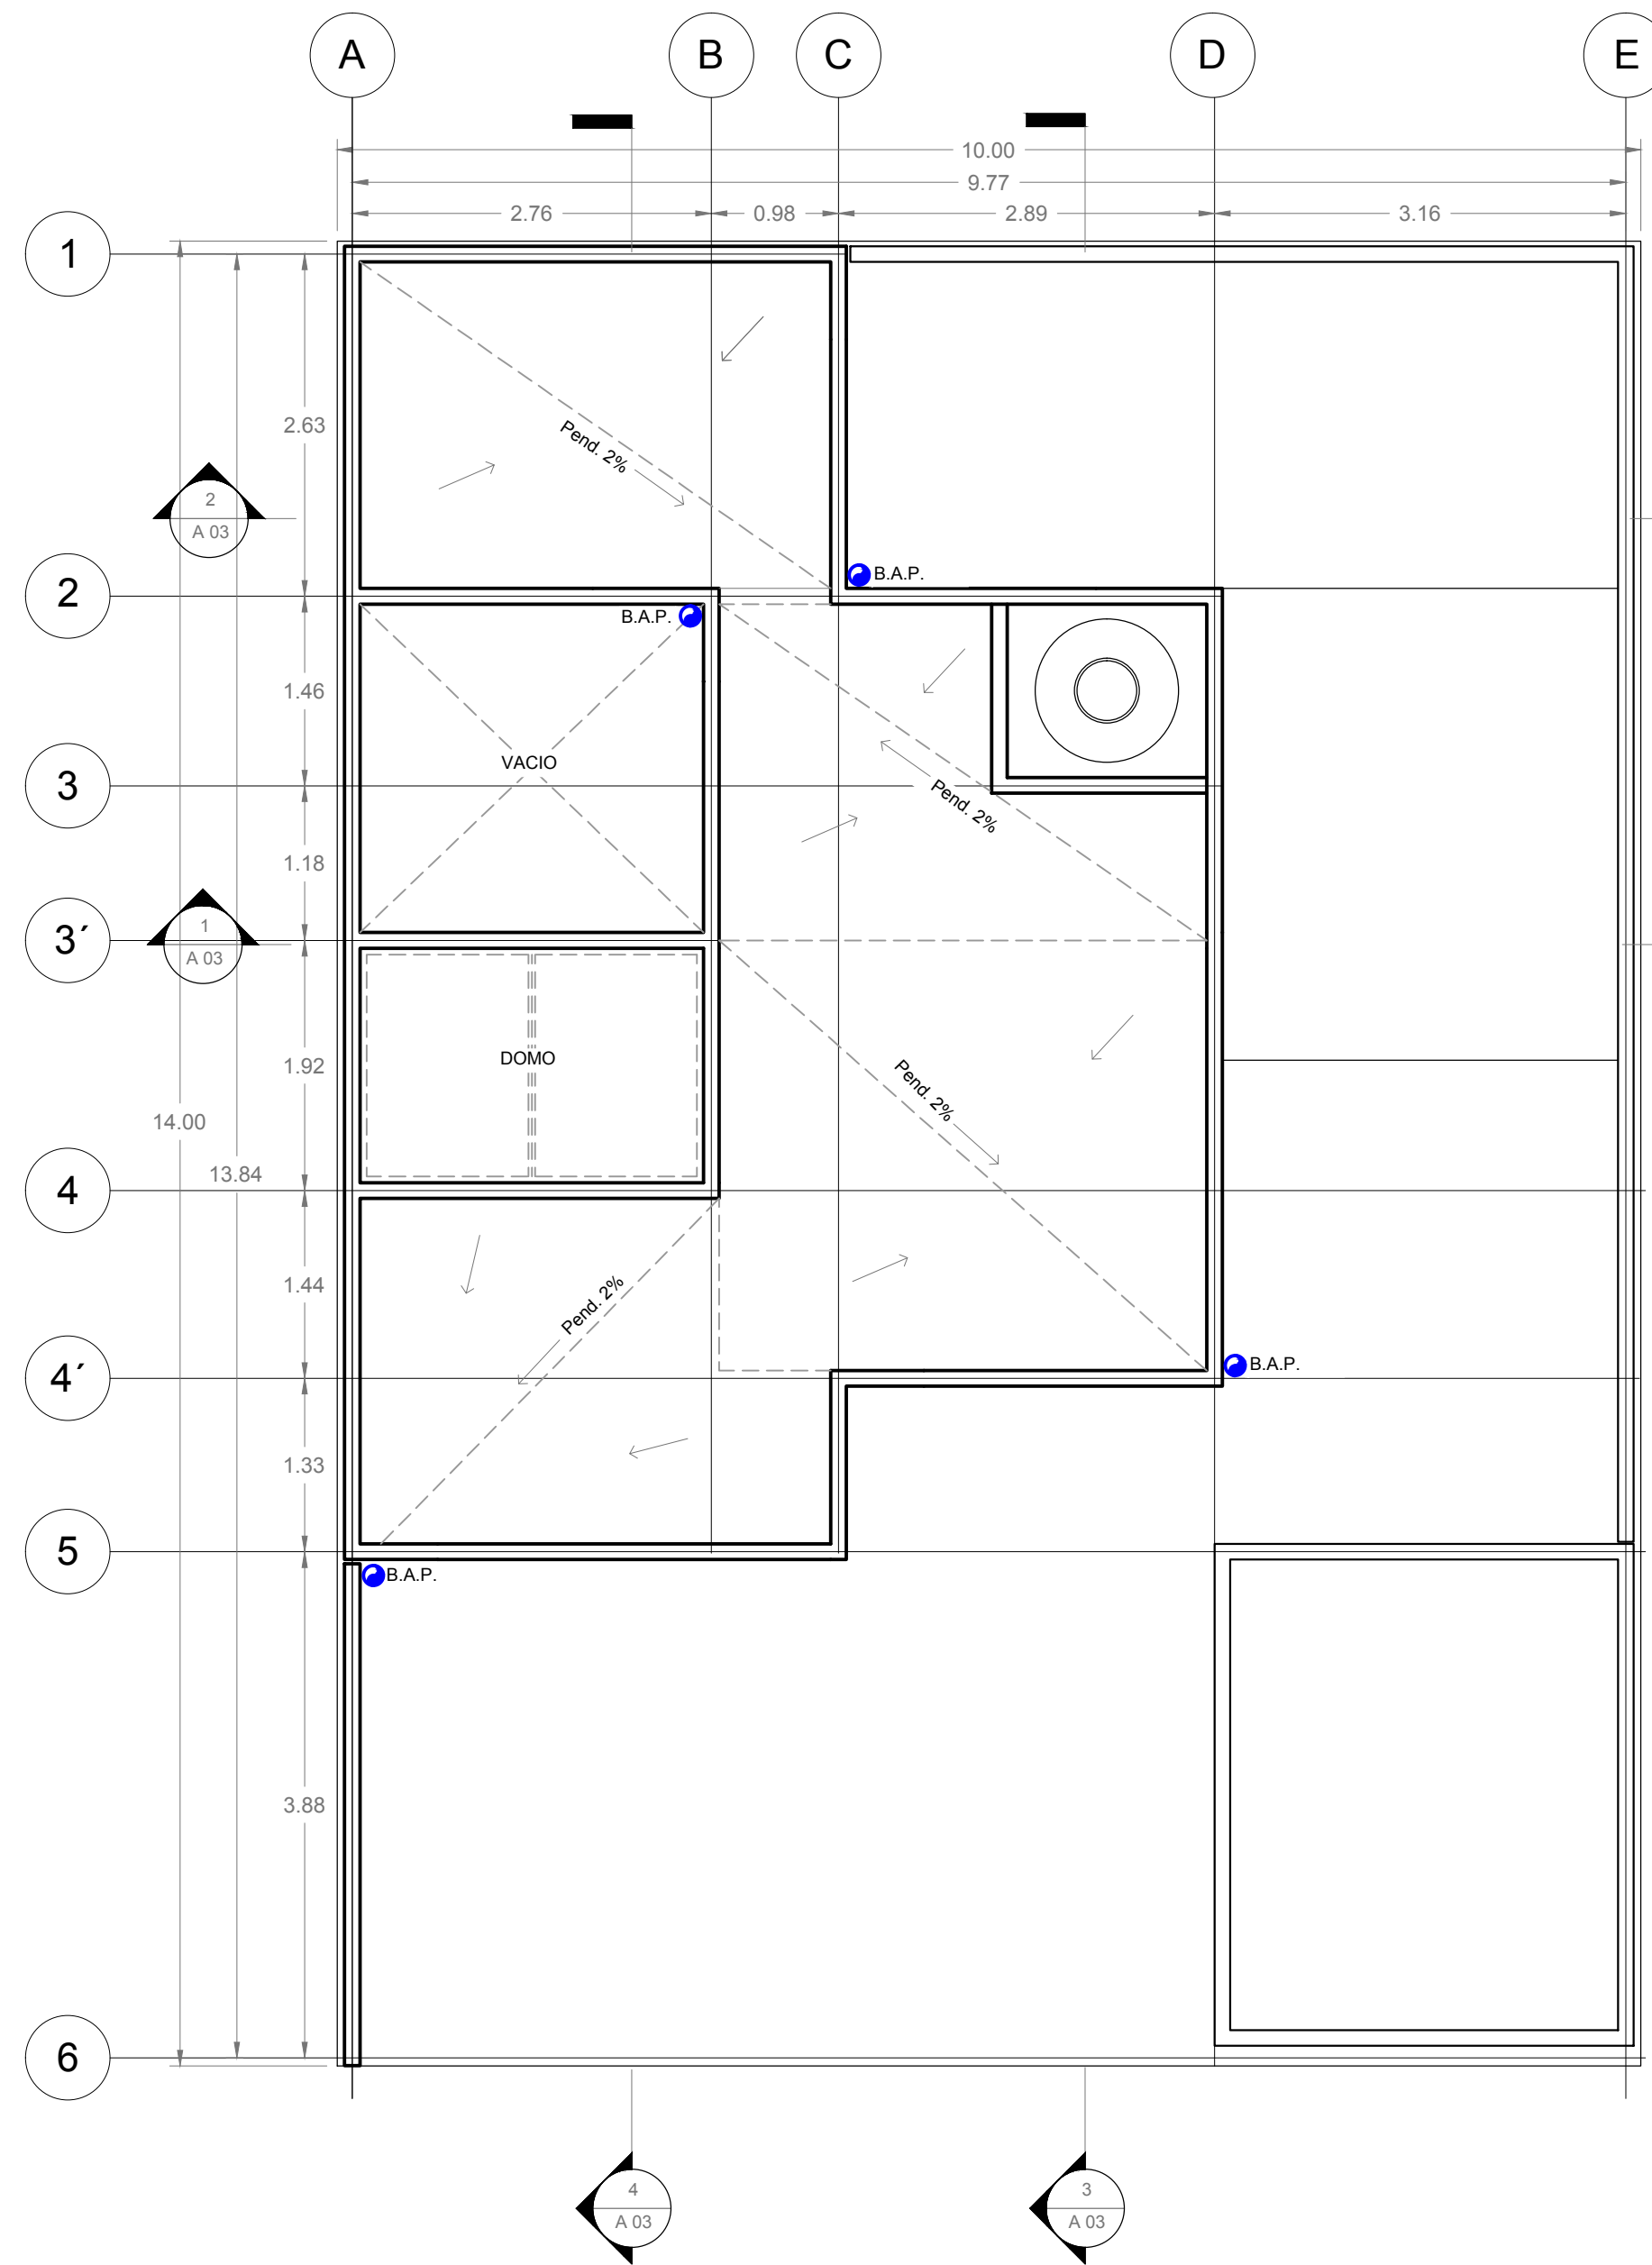 A B C D E
10.00
9.77
2.76 0.98 2.89 3.16
1
2.63
Pend. 2%
2
A 03
2
B.A.P.
B.A.P.
1.46
VACIO
3
Pend. 2%
1.18
3´
1
A 03
DOMO
1.92
Pend. 2%
14.00
13.84
4
1.44
Pend. 2%
B.A.P.
4´
1.33
5
B.A.P.
3.88
6
4
A 03
3
A 03